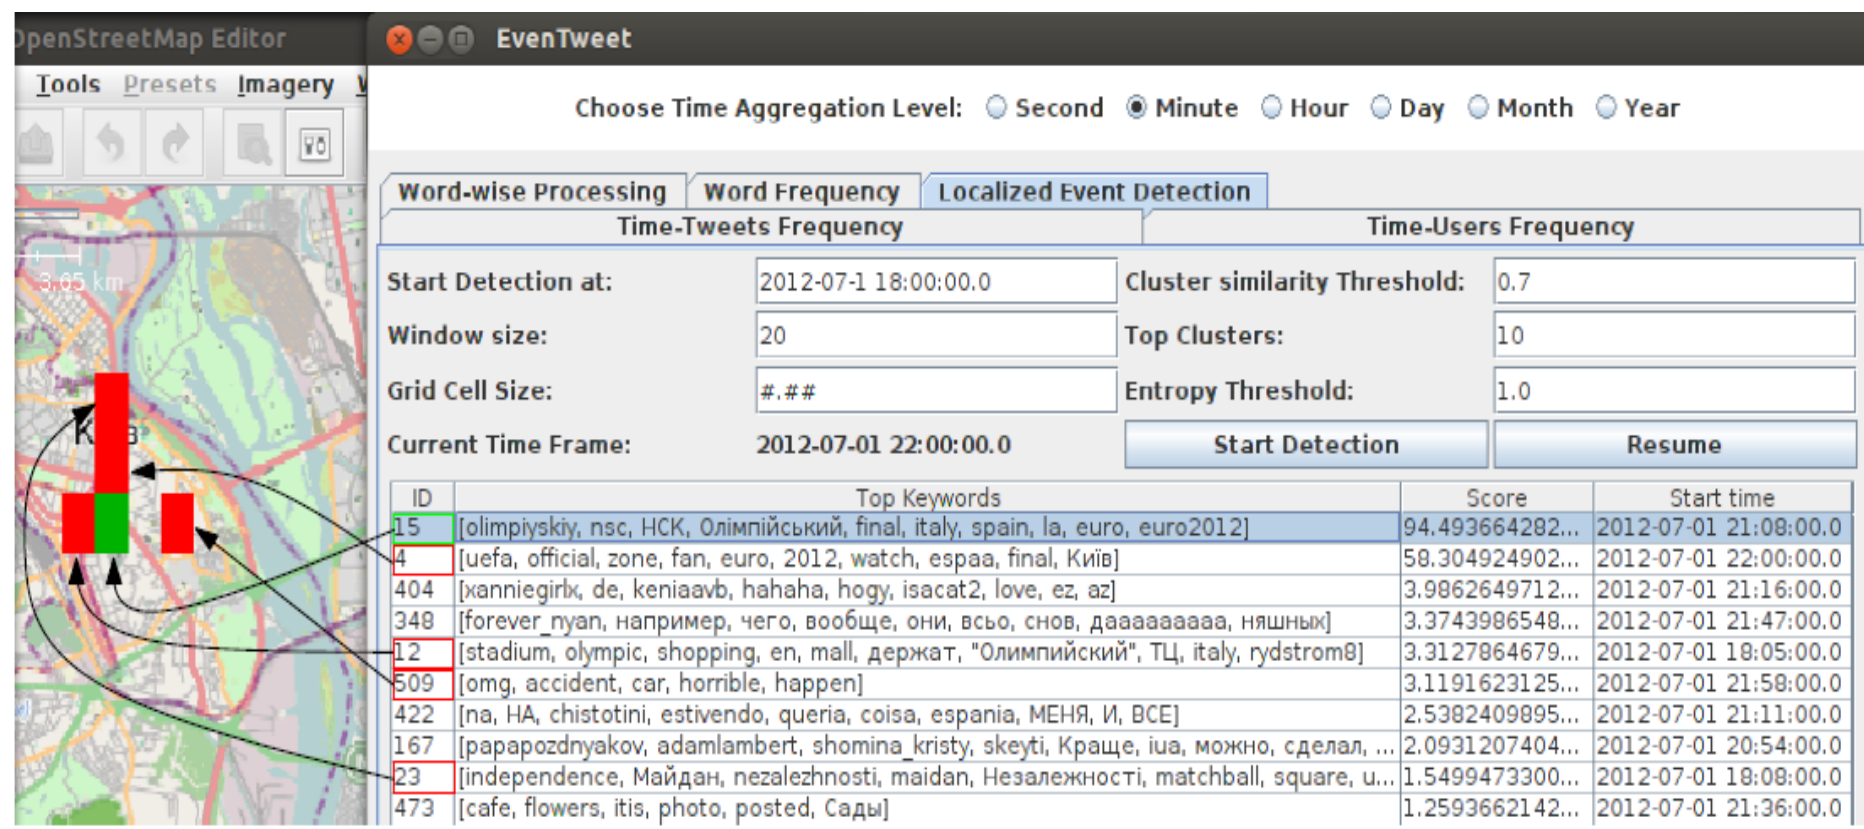 OpenStreetMap Editor
EvenTweet
Tools Presets Imagery
Choose Time Aggregation Level: Second Minute Hour Day Month Year
Word-wise Processing Word Frequency Localized Event Detection
Time-Tweets Frequency Time-Users Frequency
3.65 km
Start Detection at: 2012-07-1 18:00:00.0 Cluster similarity Threshold: 0.7
Window size: 20 Top Clusters: 10
Grid Cell Size: #.## Entropy Threshold: 1.0
Current Time Frame: 2012-07-01 22:00:00.0 Start Detection Resume
ID Top Keywords Score Start time
15 [olimpiyskiy, nsc, НСК, Олімпійський, final, italy, spain, la, euro, euro2012] 94.493664282... 2012-07-01 21:08:00.0
4 [uefa, official, zone, fan, euro, 2012, watch, espaa, final, Київ] 58.304924902... 2012-07-01 22:00:00.0
404 [xanniegirlx, de, keniaavb, hahaha, hogy, isacat2, love, ez, az] 3.9862649712... 2012-07-01 21:16:00.0
348 [forever_nyan, например, чего, вообще, они, всьо, снов, дааааааааа, няшных] 3.3743986548... 2012-07-01 21:47:00.0
12 [stadium, olympic, shopping, en, mall, держат, "Олимпийский", ТЦ, italy, rydstrom8] 3.3127864679... 2012-07-01 18:05:00.0
509 [omg, accident, car, horrible, happen] 3.1191623125... 2012-07-01 21:58:00.0
422 [na, НА, chistotini, estivendo, queria, coisa, espania, МЕНЯ, И, ВСЕ] 2.5382409895... 2012-07-01 21:11:00.0
167 [papapozdnyakov, adamlambert, shomina_kristy, skeyti, Краще, iua, можно, сделал, ... 2.0931207404... 2012-07-01 20:54:00.0
23 [independence, Майдан, nezalezhnosti, maidan, Незалежності, matchball, square, u... 1.5499473300... 2012-07-01 18:08:00.0
473 [cafe, flowers, itis, photo, posted, Сады] 1.2593662142... 2012-07-01 21:36:00.0